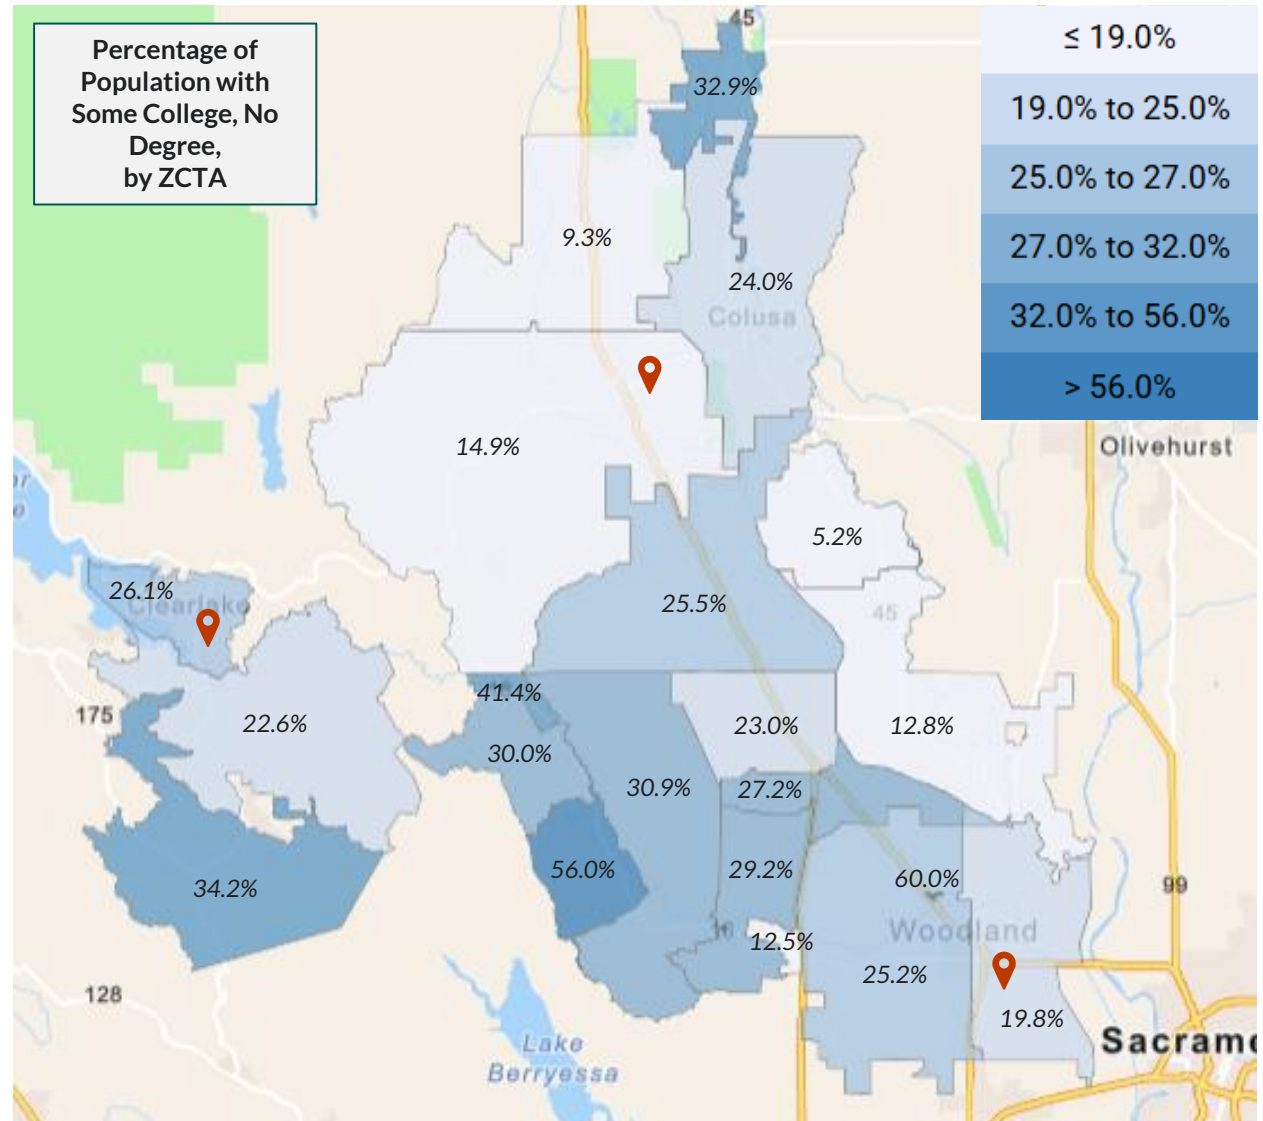 Percentage of
Population with
Some College, No
Degree,
by ZCTA
≤ 19.0%
19.0% to 25.0%
25.0% to 27.0%
27.0% to 32.0%
32.0% to 56.0%
> 56.0%
45
32.9%
9.3%
24.0%
Colusa
14.9%
Olivehurst
5.2%
26.1%
Clearlake
25.5%
45
41.4%
175
22.6%
23.0%
12.8%
30.0%
30.9%
27.2%
56.0%
29.2%
60.0%
34.2%
99
16
12.5%
Woodland
25.2%
128
19.8%
Lake
Berryessa
Sacrame